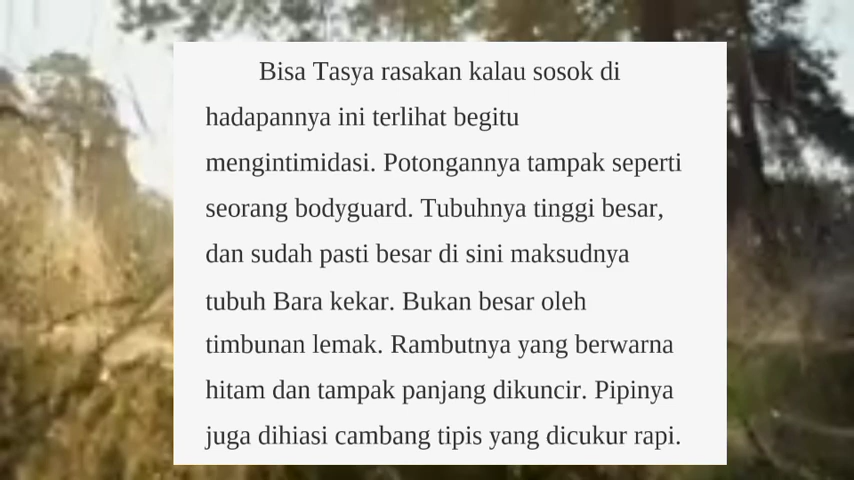 Bisa Tasya rasakan kalau sosok di
hadapannya ini terlihat begitu
mengintimidasi. Potongannya tampak seperti
seorang bodyguard. Tubuhnya tinggi besar,
dan sudah pasti besar di sini maksudnya
tubuh Bara kekar. Bukan besar oleh
timbunan lemak. Rambutnya yang berwarna
hitam dan tampak panjang dikuncir. Pipinya
juga dihiasi cambang tipis yang dicukur rapi.